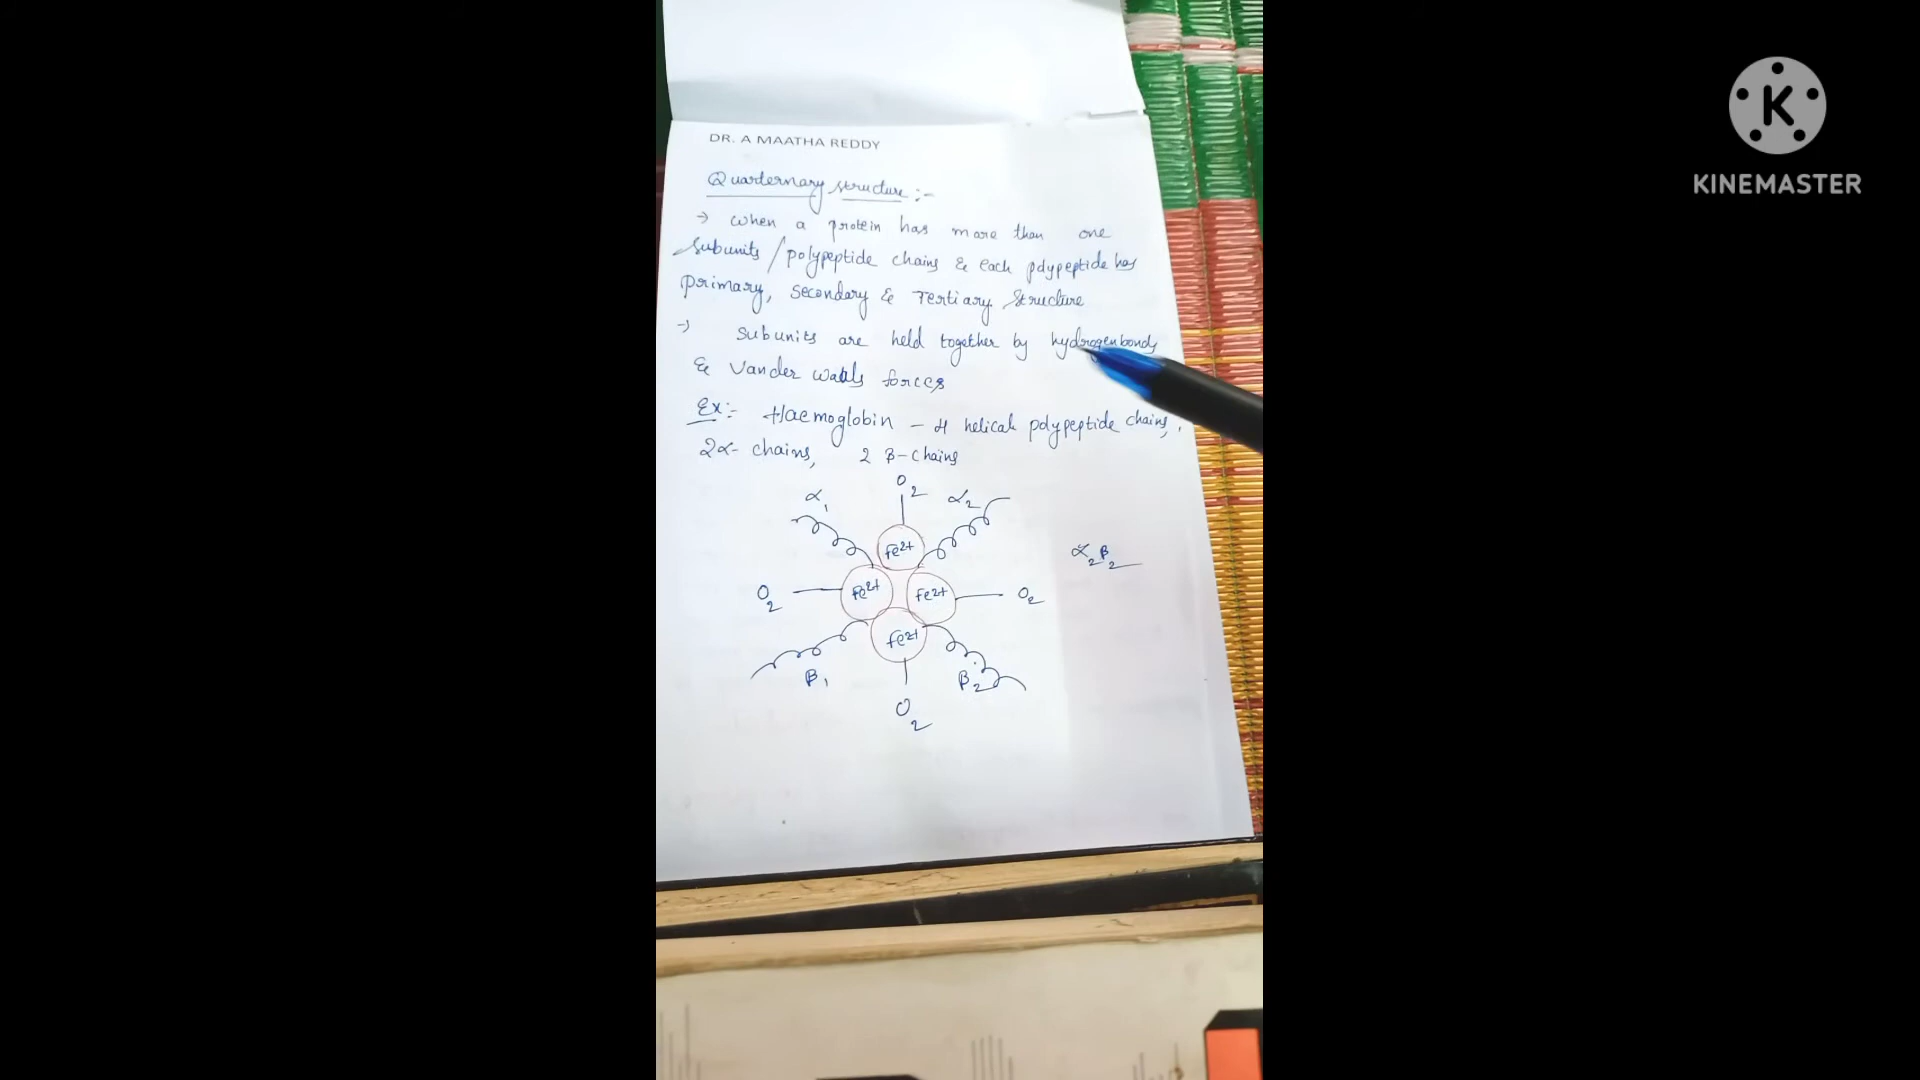 DR. A MAATHA REDDY
Quarternary structure :-
→ when a protein has more than one
Subunits / polypeptide chains & each polypeptide has
primary, Secondary & Tertiary Structure
→ Subunits are held together by hydrogen bonds
& Vander waals forces
Ex:- Haemoglobin - 4 helical polypeptide chains,
2α- chains, 2 β-chains
O2
α1 α2
Fe2+
α2β2
O2 Fe2+ Fe2+ O2
Fe2+
β1 β2
O2
K
KINEMASTER